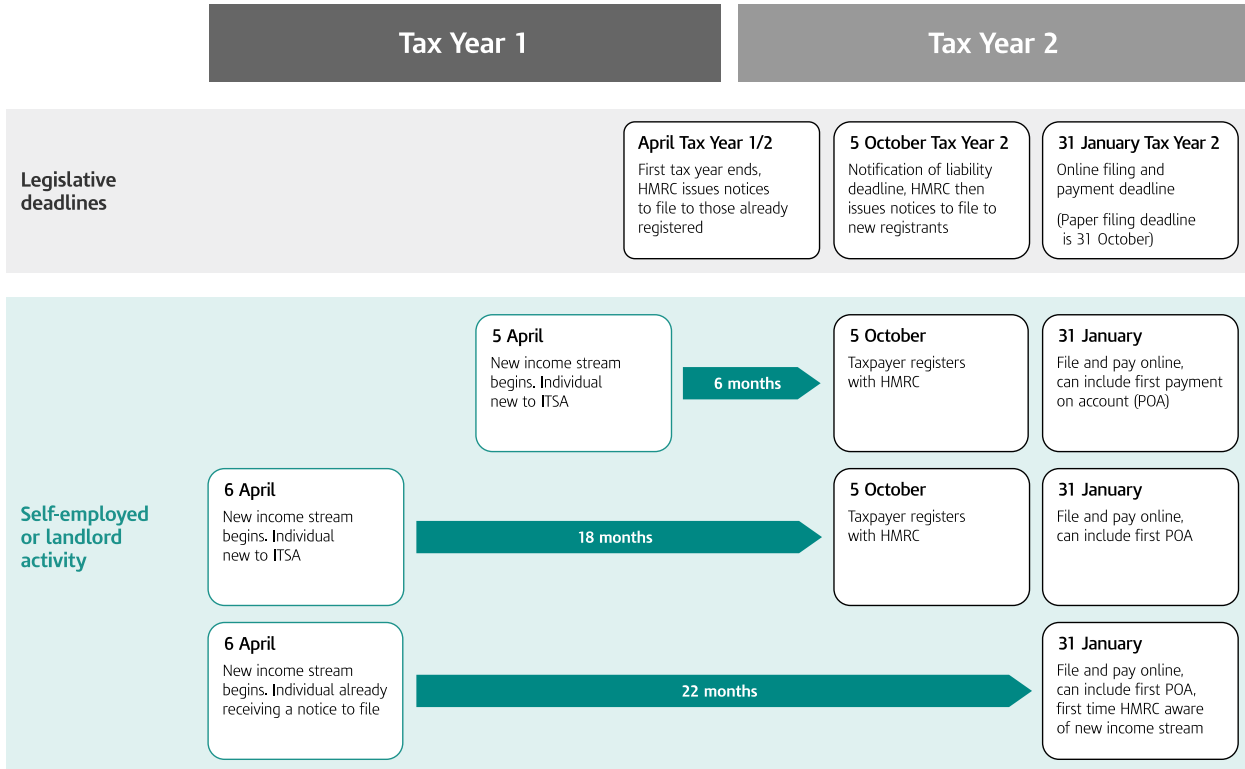 Tax Year 1
Tax Year 2
Legislative
deadlines
April Tax Year 1/2
First tax year ends,
HMRC issues notices
to file to those already
registered
5 October Tax Year 2
Notification of liability
deadline, HMRC then
issues notices to file to
new registrants
31 January Tax Year 2
Online filing and
payment deadline
(Paper filing deadline
is 31 October)
Self-employed
or landlord
activity
5 April
New income stream
begins. Individual
new to ITSA
6 months
5 October
Taxpayer registers
with HMRC
31 January
File and pay online,
can include first payment
on account (POA)
6 April
New income stream
begins. Individual
new to ITSA
18 months
5 October
Taxpayer registers
with HMRC
31 January
File and pay online,
can include first POA
6 April
New income stream
begins. Individual already
receiving a notice to file
22 months
31 January
File and pay online,
can include first POA,
first time HMRC aware
of new income stream